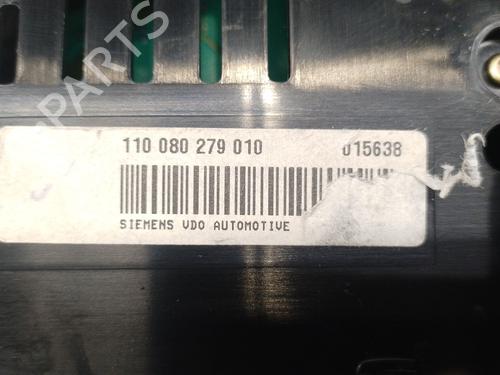 PARTS
110 080 279 010 015638
SIEMENS VDO AUTOMOTIVE